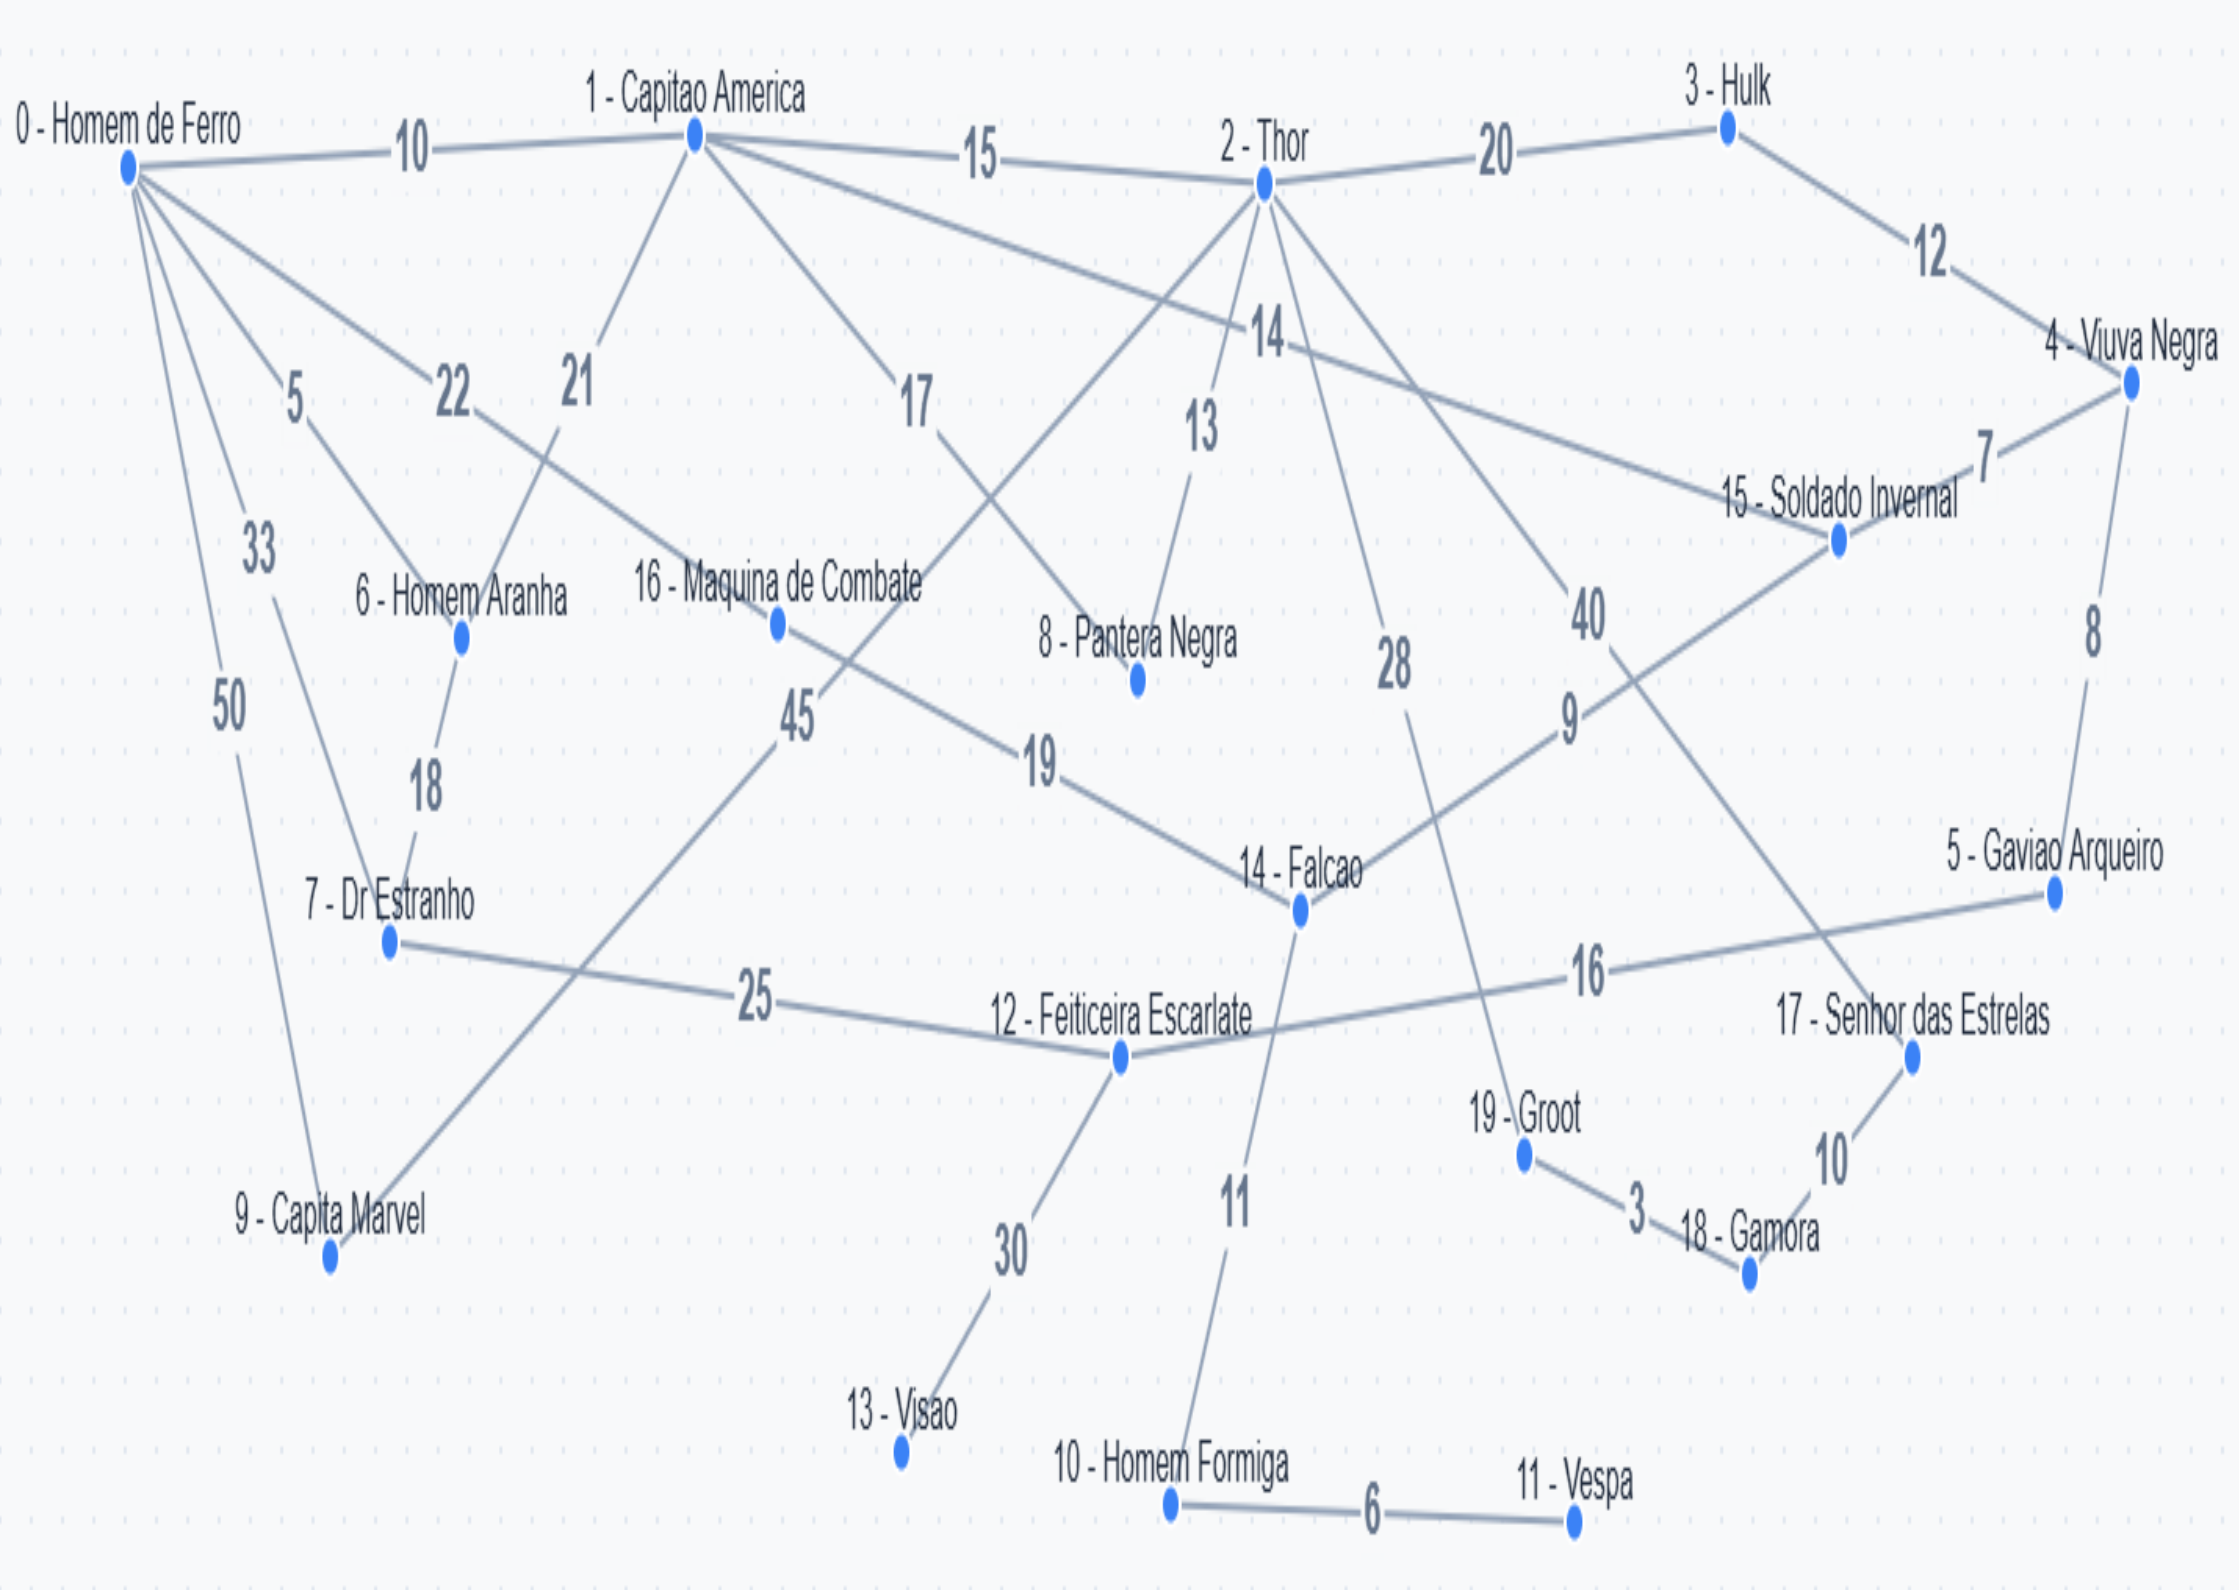 3 - Hulk
1 - Capitao America
0 - Homem de Ferro
2 - Thor
10
15
20
12
14
4 - Viuva Negra
21
22
5
17
13
7
15 - Soldado Invernal
33
16 - Maquina de Combate
6 - Homem Aranha
40
8
8 - Pantera Negra
28
50
45
9
19
18
5 - Gaviao Arqueiro
14 - Falcao
7 - Dr Estranho
16
25
12 - Feiticeira Escarlate
17 - Senhor das Estrelas
19 - Groot
10
11
3
9 - Capita Marvel
18 - Gamora
30
13 - Visao
10 - Homem Formiga
11 - Vespa
6